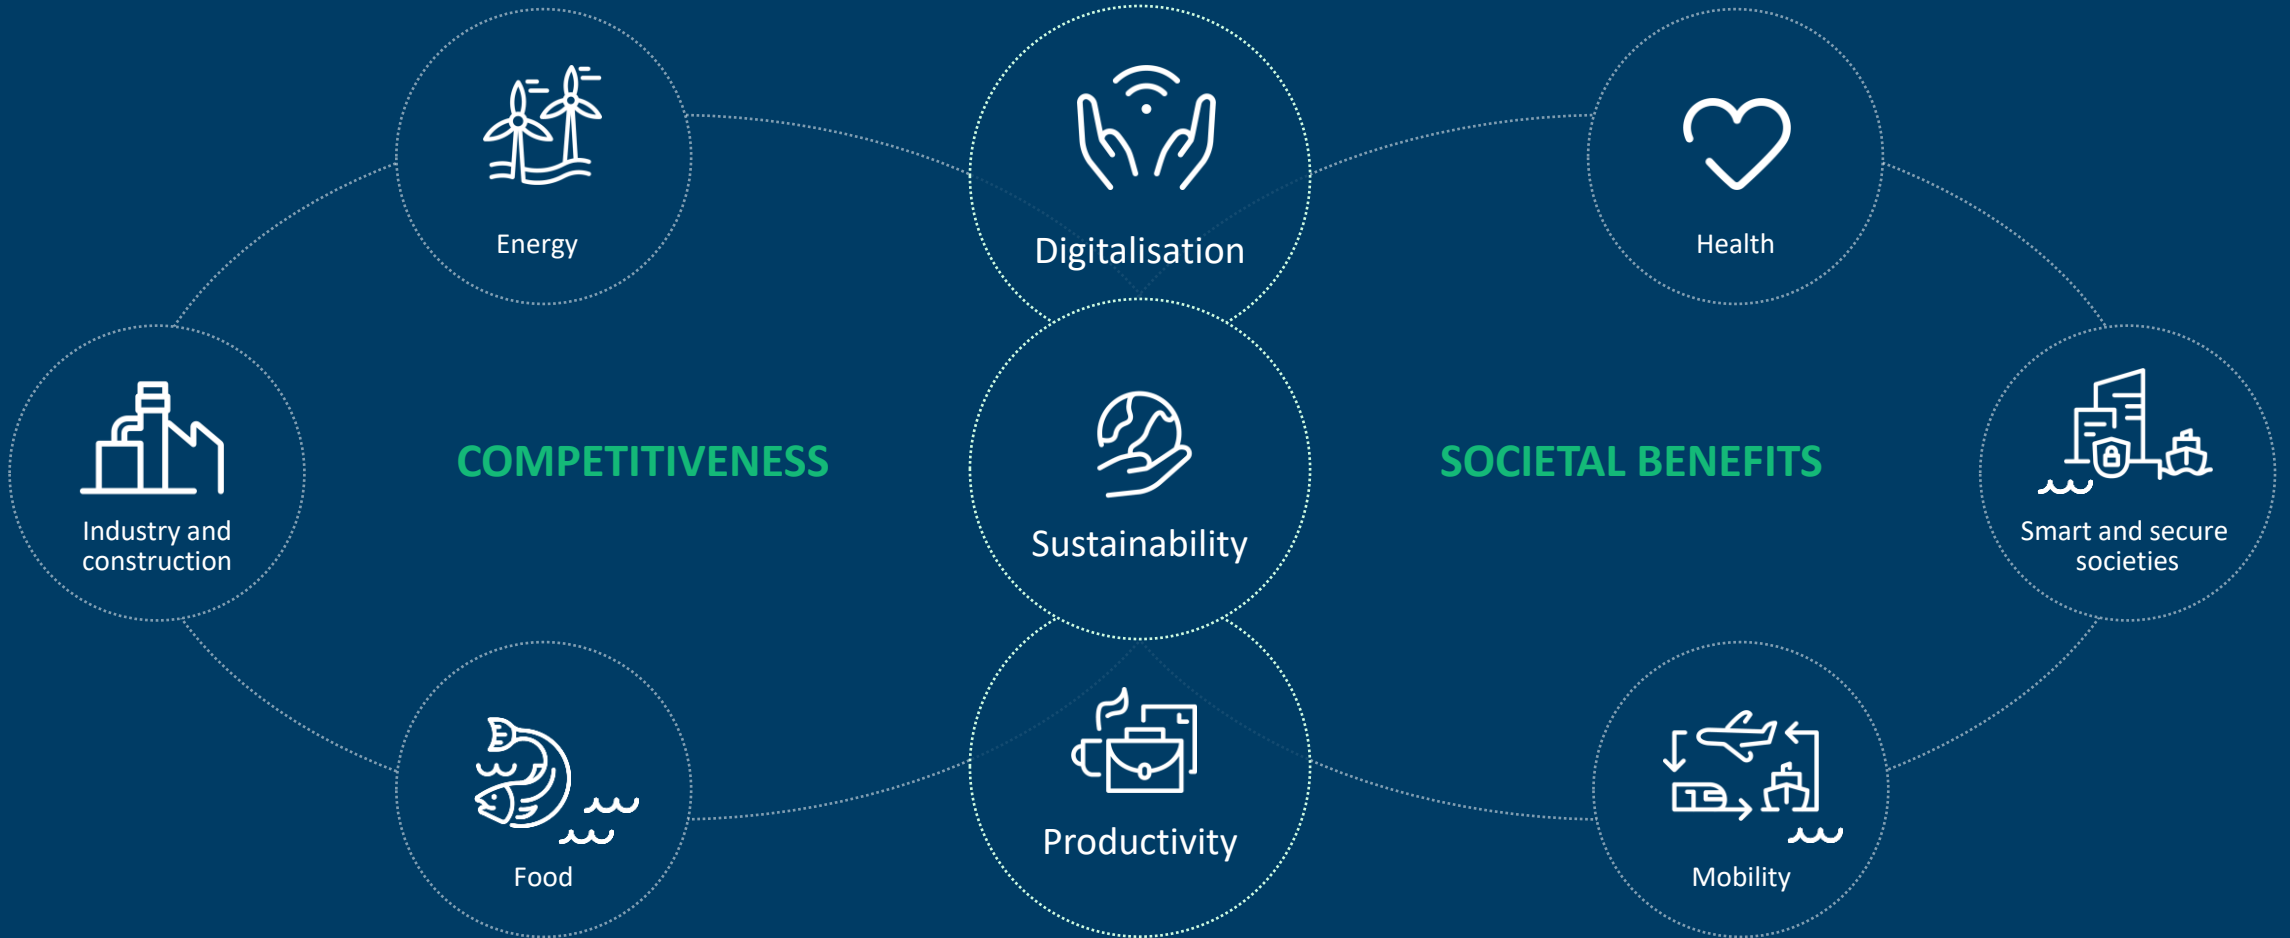 Energy
Digitalisation
Health
COMPETITIVENESS
SOCIETAL BENEFITS
Industry and
construction
Sustainability
Smart and secure
societies
Food
Productivity
Mobility